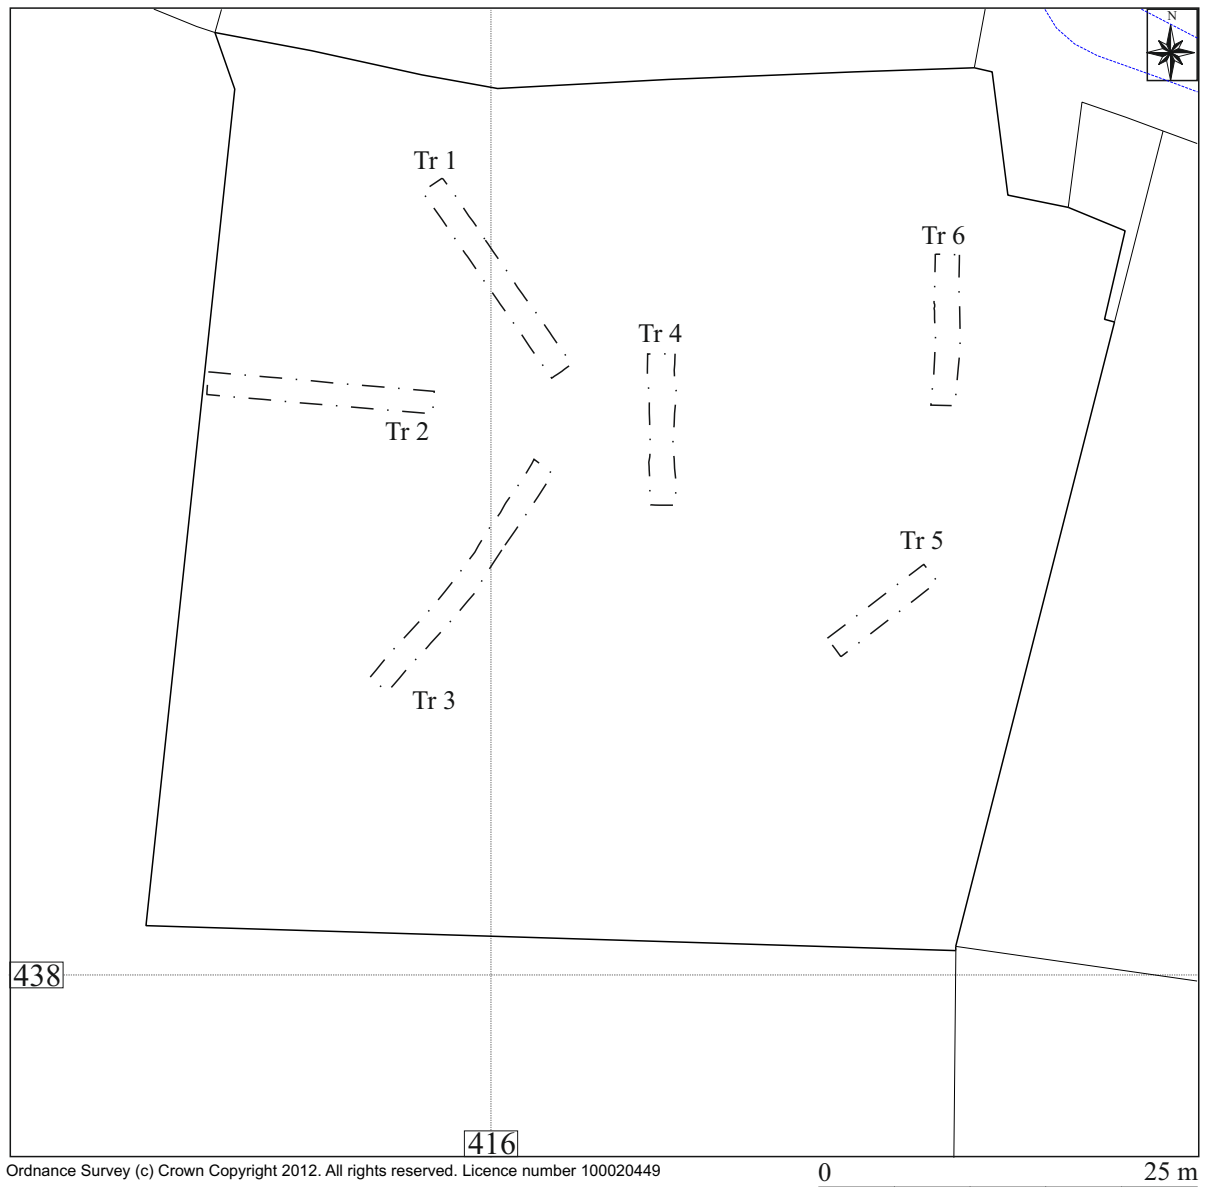 N
Tr 1
Tr 6
Tr 4
Tr 2
Tr 5
Tr 3
438
416
Ordnance Survey (c) Crown Copyright 2012. All rights reserved. Licence number 100020449
0 25 m